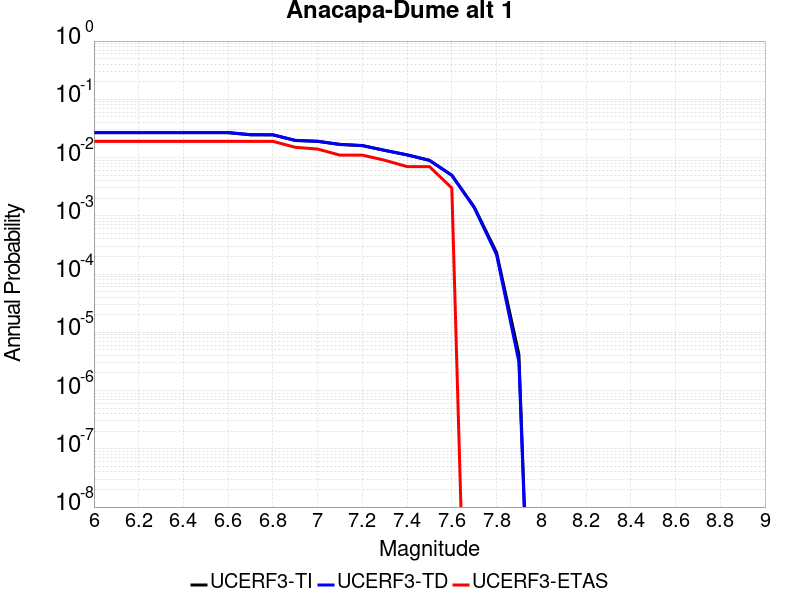 Anacapa-Dume alt 1
Annual Probability
10^0
10^-1
10^-2
10^-3
10^-4
10^-5
10^-6
10^-7
10^-8
6 6.2 6.4 6.6 6.8 7 7.2 7.4 7.6 7.8 8 8.2 8.4 8.6 8.8 9
Magnitude
UCERF3-TI UCERF3-TD UCERF3-ETAS